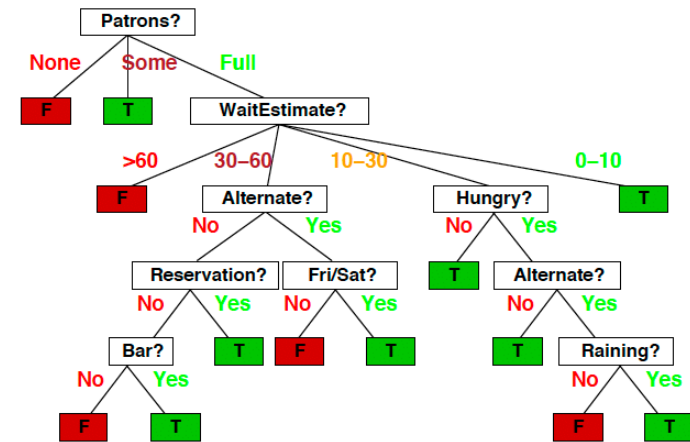 Patrons?
None Some Full
F T WaitEstimate?
>60 30–60 10–30 0–10
F Alternate? Hungry? T
No Yes No Yes
Reservation? Fri/Sat? T Alternate?
No Yes No Yes No Yes
Bar? T F T T Raining?
No Yes No Yes
F T F T